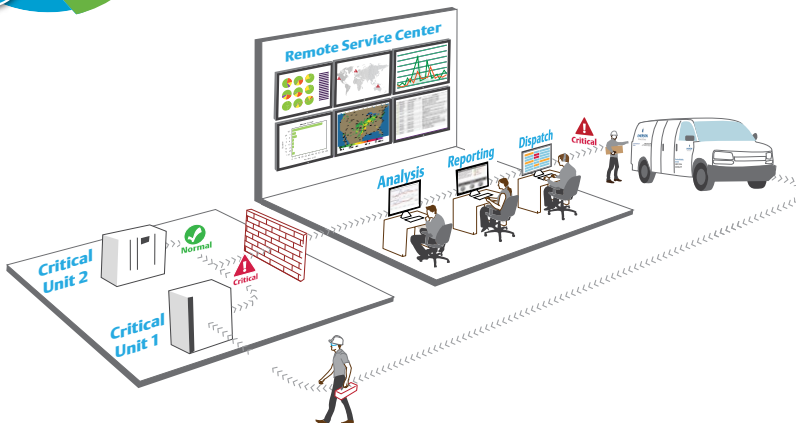 Remote Service Center
Analysis
Reporting
Dispatch
Critical
Normal
Critical
Critical
Unit 2
Critical
Unit 1